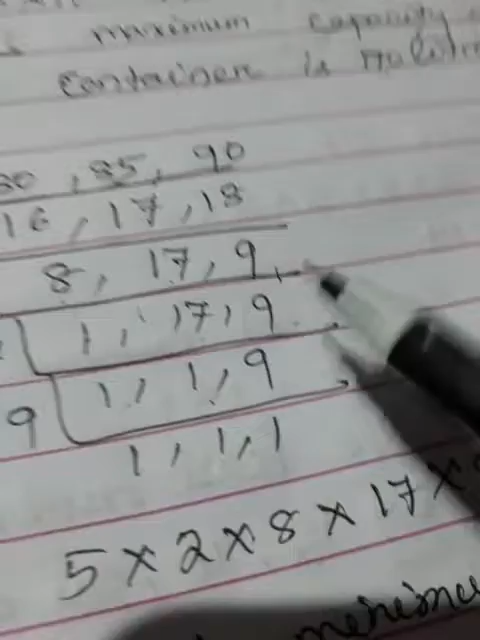 maximum capacity
container is
, 85, 90
16, 17, 18
8, 17, 9,
1, 17, 9
9 1, 1, 9
1, 1, 1
5 × 2 × 8 × 17 ×